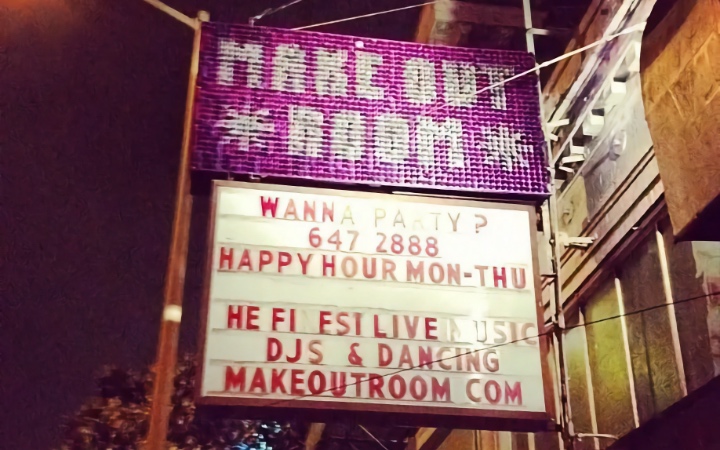 MAKE OUT
* ROOM *
WANNA PARTY ?
647 2888
HAPPY HOUR MON-THU
HE FI EST LIVE MUSIC
DJS & DANCING
MAKEOUTROOM COM